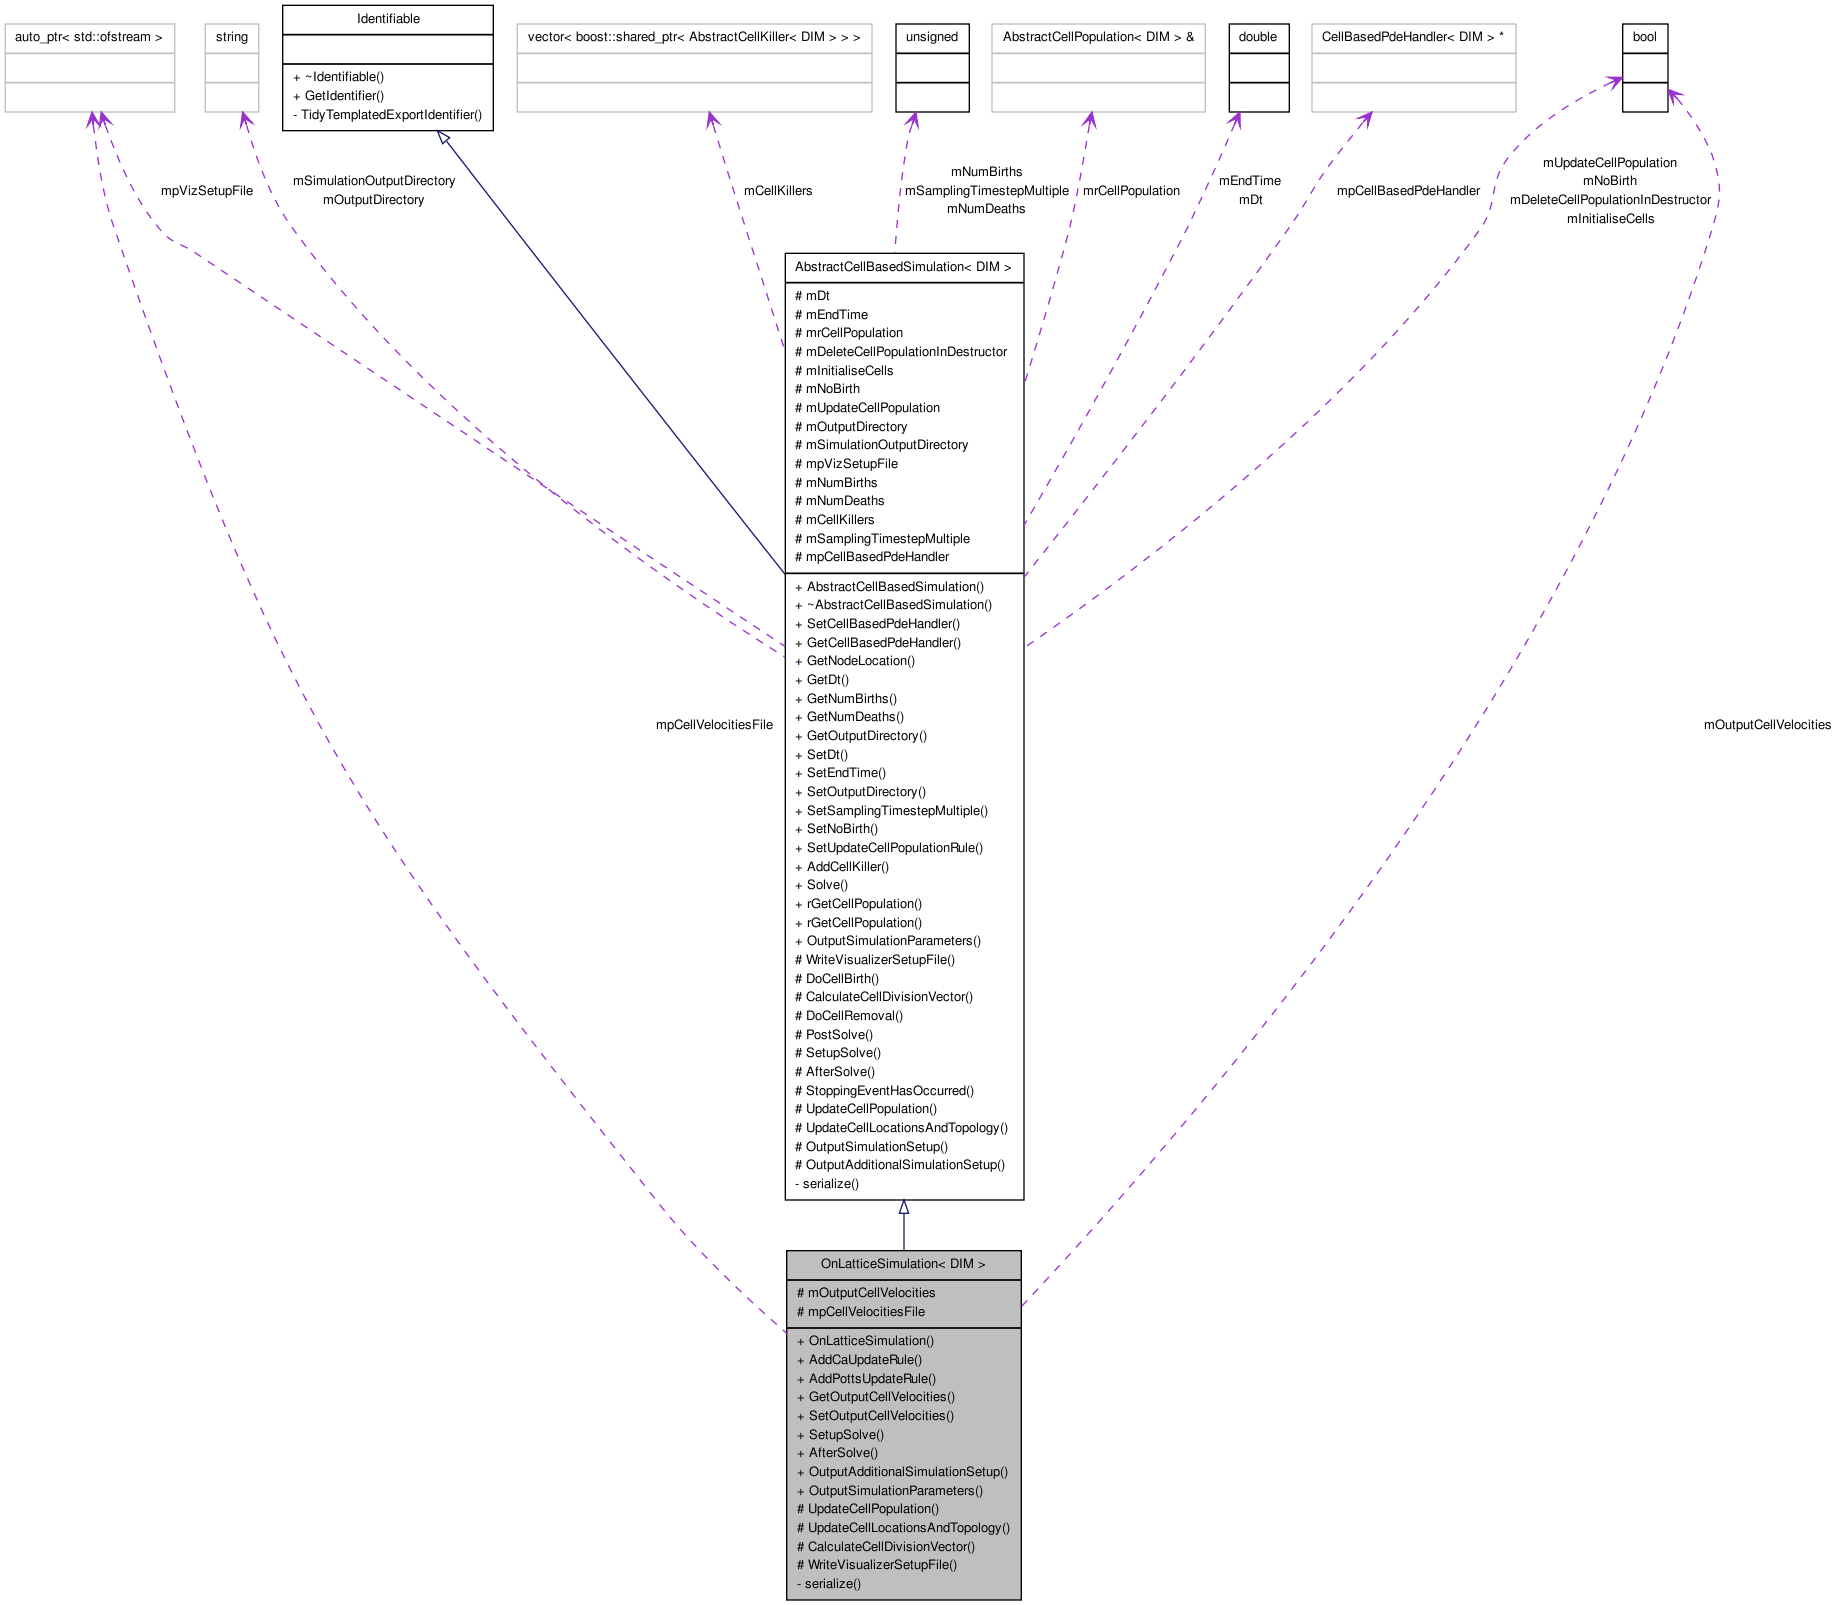 auto_ptr< std::ofstream >
string
Identifiable
+ ~Identifiable()
+ GetIdentifier()
- TidyTemplatedExportIdentifier()
vector< boost::shared_ptr< AbstractCellKiller< DIM > > >
unsigned
AbstractCellPopulation< DIM > &
double
CellBasedPdeHandler< DIM > *
bool
mpVizSetupFile
mSimulationOutputDirectory
mOutputDirectory
mCellKillers
mNumBirths
mSamplingTimestepMultiple
mNumDeaths
mrCellPopulation
mEndTime
mDt
mpCellBasedPdeHandler
mUpdateCellPopulation
mNoBirth
mDeleteCellPopulationInDestructor
mInitialiseCells
AbstractCellBasedSimulation< DIM >
# mDt
# mEndTime
# mrCellPopulation
# mDeleteCellPopulationInDestructor
# mInitialiseCells
# mNoBirth
# mUpdateCellPopulation
# mOutputDirectory
# mSimulationOutputDirectory
# mpVizSetupFile
# mNumBirths
# mNumDeaths
# mCellKillers
# mSamplingTimestepMultiple
# mpCellBasedPdeHandler
+ AbstractCellBasedSimulation()
+ ~AbstractCellBasedSimulation()
+ SetCellBasedPdeHandler()
+ GetCellBasedPdeHandler()
+ GetNodeLocation()
+ GetDt()
+ GetNumBirths()
+ GetNumDeaths()
+ GetOutputDirectory()
+ SetDt()
+ SetEndTime()
+ SetOutputDirectory()
+ SetSamplingTimestepMultiple()
+ SetNoBirth()
+ SetUpdateCellPopulationRule()
+ AddCellKiller()
+ Solve()
+ rGetCellPopulation()
+ rGetCellPopulation()
+ OutputSimulationParameters()
# WriteVisualizerSetupFile()
# DoCellBirth()
# CalculateCellDivisionVector()
# DoCellRemoval()
# PostSolve()
# SetupSolve()
# AfterSolve()
# StoppingEventHasOccurred()
# UpdateCellPopulation()
# UpdateCellLocationsAndTopology()
# OutputSimulationSetup()
# OutputAdditionalSimulationSetup()
- serialize()
mpCellVelocitiesFile
mOutputCellVelocities
OnLatticeSimulation< DIM >
# mOutputCellVelocities
# mpCellVelocitiesFile
+ OnLatticeSimulation()
+ AddCaUpdateRule()
+ AddPottsUpdateRule()
+ GetOutputCellVelocities()
+ SetOutputCellVelocities()
+ SetupSolve()
+ AfterSolve()
+ OutputAdditionalSimulationSetup()
+ OutputSimulationParameters()
# UpdateCellPopulation()
# UpdateCellLocationsAndTopology()
# CalculateCellDivisionVector()
# WriteVisualizerSetupFile()
- serialize()